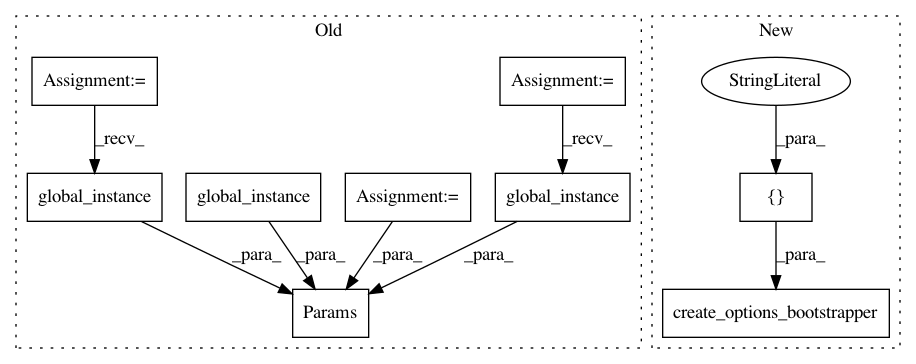 Old
New
Assignment:=
Assignment:=
StringLiteral
_recv_
_recv_
_para_
global_instance
global_instance
Assignment:=
global_instance
{}
_para_
_para_
_para_
_para_
_para_
Params
create_options_bootstrapper